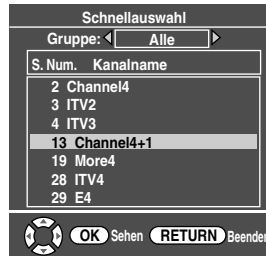 Schnellauswahl
Gruppe: Alle
S. Num. Kanalname
2 Channel4
3 ITV2
4 ITV3
13 Channel4+1
19 More4
28 ITV4
29 E4
OK Sehen RETURN Beenden